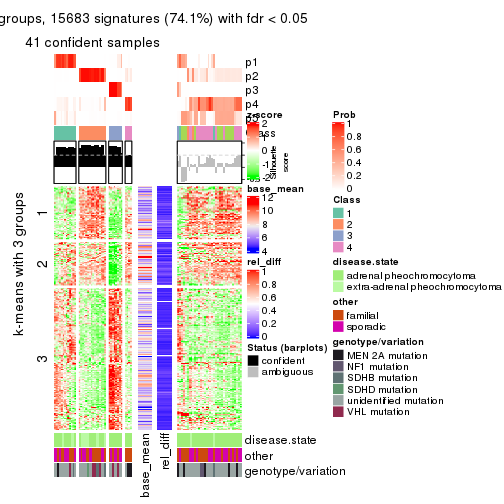 groups, 15683 signatures (74.1%) with fdr < 0.05
41 confident samples
p1
p2
p3
p4
k-means with 3 groups
1
2
3
z-score
2
1
0
-1
-2
Silhouette
score
base_mean
12
10
8
6
4
rel_diff
1
0.8
0.6
0.4
0.2
0
Status (barplots)
confident
ambiguous
Prob
1
0.8
0.6
0.4
0.2
0
Class
1
2
3
4
disease.state
adrenal pheochromocytoma
extra-adrenal pheochromocytoma
other
familial
sporadic
genotype/variation
MEN 2A mutation
NF1 mutation
SDHB mutation
SDHD mutation
unidentified mutation
VHL mutation
disease.state
other
genotype/variation
base_mean
rel_diff